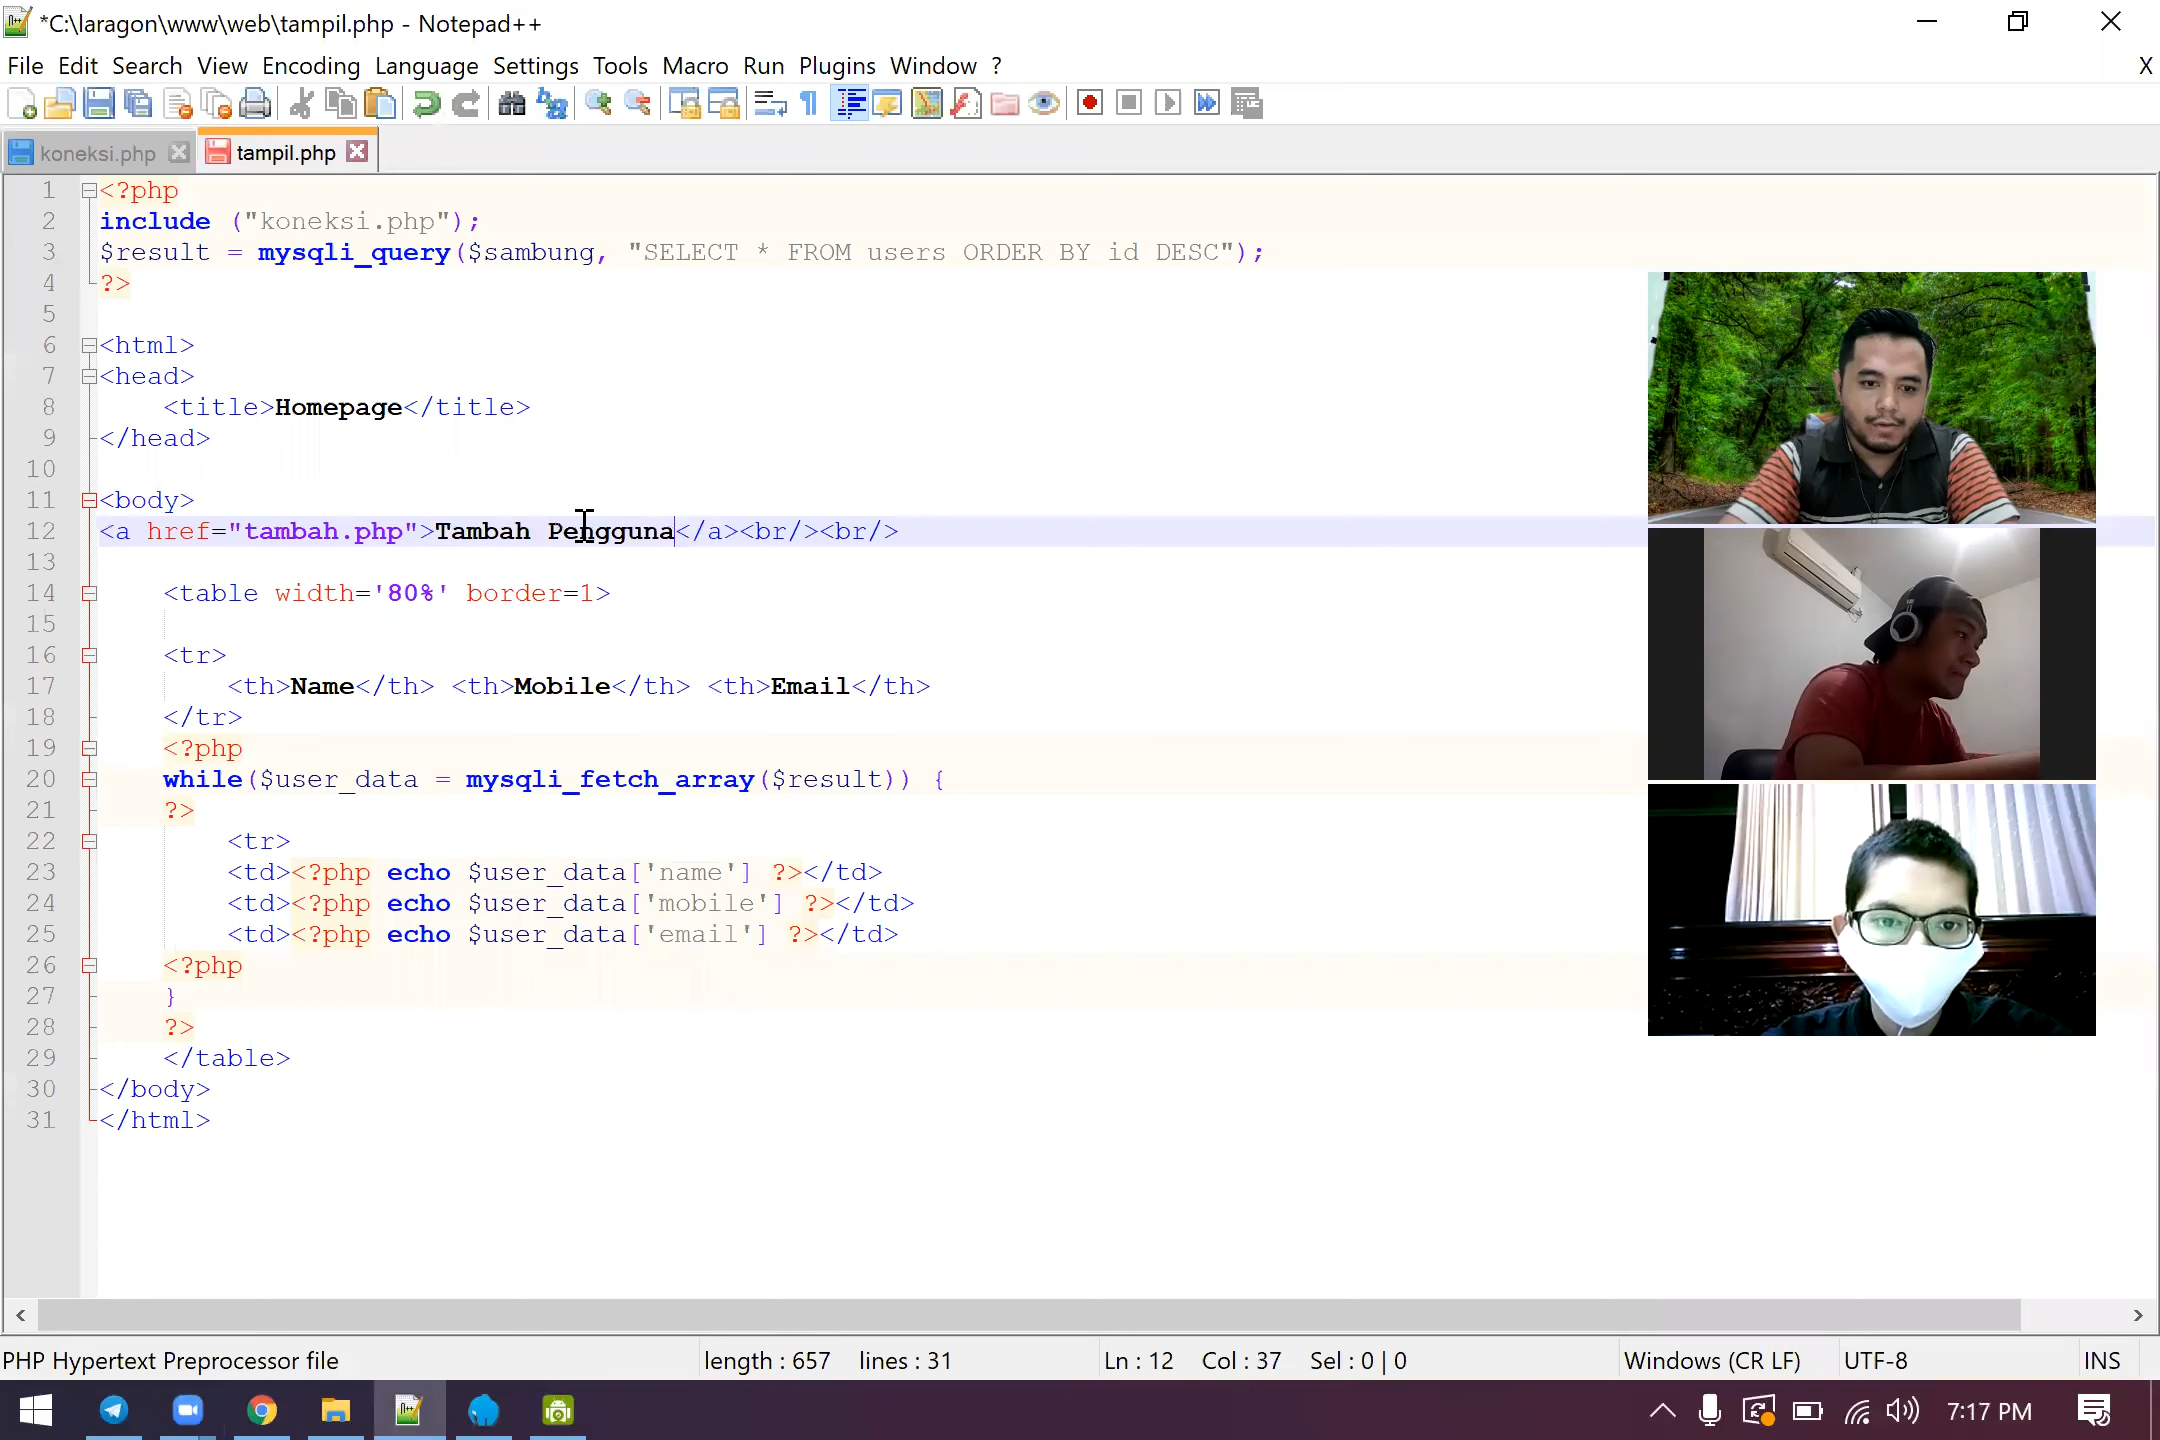 *C:\laragon\www\web\tampil.php - Notepad++
File Edit Search View Encoding Language Settings Tools Macro Run Plugins Window ? X
koneksi.php tampil.php
1 <?php
2 include ("koneksi.php");
3 $result = mysqli_query($sambung, "SELECT * FROM users ORDER BY id DESC");
4 ?>
5
6 <html>
7 <head>
8 <title>Homepage</title>
9 </head>
10
11 <body>
12 <a href="tambah.php">Tambah Pengguna</a><br/><br/>
13
14 <table width='80%' border=1>
15
16 <tr>
17 <th>Name</th> <th>Mobile</th> <th>Email</th>
18 </tr>
19 <?php
20 while($user_data = mysqli_fetch_array($result)) {
21 ?>
22 <tr>
23 <td><?php echo $user_data['name'] ?></td>
24 <td><?php echo $user_data['mobile'] ?></td>
25 <td><?php echo $user_data['email'] ?></td>
26 <?php
27 }
28 ?>
29 </table>
30 </body>
31 </html>
PHP Hypertext Preprocessor file length : 657 lines : 31 Ln : 12 Col : 37 Sel : 0 | 0 Windows (CR LF) UTF-8 INS
7:17 PM